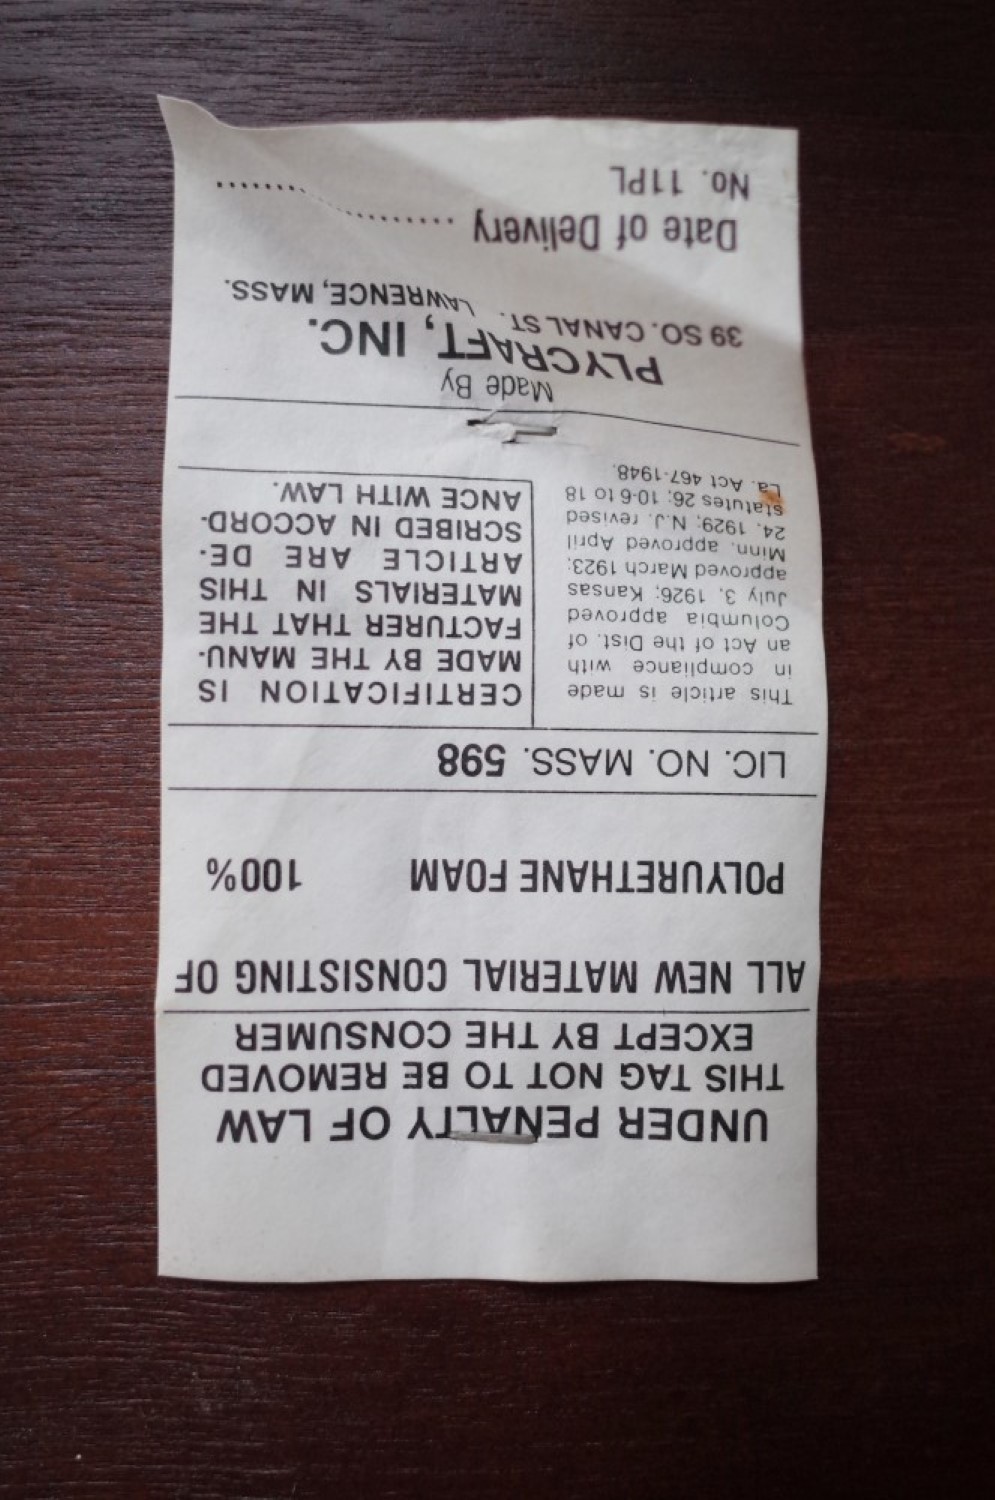 UNDER PENALTY OF LAW
THIS TAG NOT TO BE REMOVED
EXCEPT BY THE CONSUMER
ALL NEW MATERIAL CONSISTING OF
POLYURETHANE FOAM 100%
LIC. NO. MASS. 598
This article is made
in compliance with
an Act of the Dist. of
Columbia approved
July 3, 1926; Kansas
approved March 1923;
Minn. approved April
24, 1929; N.J. revised
statutes 26; 10-6 to 18
La. Act 467-1948.
CERTIFICATION IS
MADE BY THE MANU-
FACTURER THAT THE
MATERIALS IN THIS
ARTICLE ARE DE-
SCRIBED IN ACCORD-
ANCE WITH LAW.
Made By
PLYCRAFT, INC.
39 SO. CANAL ST. LAWRENCE, MASS.
Date of Delivery ....................
No. 11PL